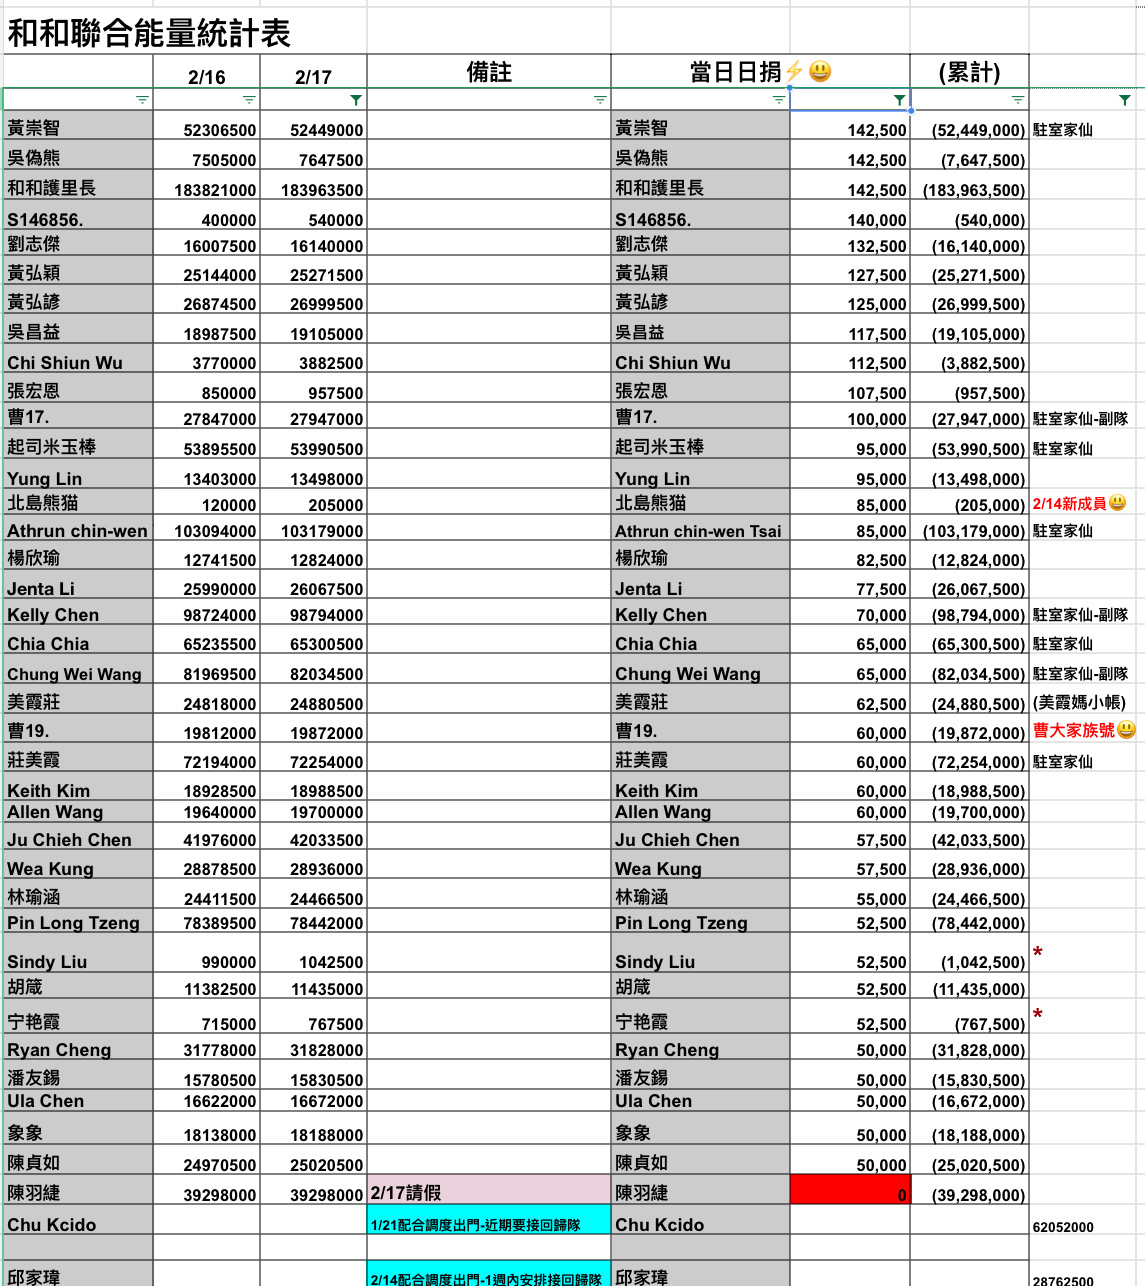 和和聯合能量統計表
2/16 2/17 備註 當日日捐⚡😃 (累計)
黃崇智 52306500 52449000 黃崇智 142,500 (52,449,000) 駐室家仙
吳偽熊 7505000 7647500 吳偽熊 142,500 (7,647,500)
和和護里長 183821000 183963500 和和護里長 142,500 (183,963,500)
S146856. 400000 540000 S146856. 140,000 (540,000)
劉志傑 16007500 16140000 劉志傑 132,500 (16,140,000)
黃弘穎 25144000 25271500 黃弘穎 127,500 (25,271,500)
黃弘諺 26874500 26999500 黃弘諺 125,000 (26,999,500)
吳昌益 18987500 19105000 吳昌益 117,500 (19,105,000)
Chi Shiun Wu 3770000 3882500 Chi Shiun Wu 112,500 (3,882,500)
張宏恩 850000 957500 張宏恩 107,500 (957,500)
曹17. 27847000 27947000 曹17. 100,000 (27,947,000) 駐室家仙-副隊
起司米玉棒 53895500 53990500 起司米玉棒 95,000 (53,990,500) 駐室家仙
Yung Lin 13403000 13498000 Yung Lin 95,000 (13,498,000)
北島熊猫 120000 205000 北島熊猫 85,000 (205,000) 2/14新成員😃
Athrun chin-wen 103094000 103179000 Athrun chin-wen Tsai 85,000 (103,179,000) 駐室家仙
楊欣瑜 12741500 12824000 楊欣瑜 82,500 (12,824,000)
Jenta Li 25990000 26067500 Jenta Li 77,500 (26,067,500)
Kelly Chen 98724000 98794000 Kelly Chen 70,000 (98,794,000) 駐室家仙-副隊
Chia Chia 65235500 65300500 Chia Chia 65,000 (65,300,500) 駐室家仙
Chung Wei Wang 81969500 82034500 Chung Wei Wang 65,000 (82,034,500) 駐室家仙-副隊
美霞莊 24818000 24880500 美霞莊 62,500 (24,880,500) (美霞媽小帳)
曹19. 19812000 19872000 曹19. 60,000 (19,872,000) 曹大家族號😃
莊美霞 72194000 72254000 莊美霞 60,000 (72,254,000) 駐室家仙
Keith Kim 18928500 18988500 Keith Kim 60,000 (18,988,500)
Allen Wang 19640000 19700000 Allen Wang 60,000 (19,700,000)
Ju Chieh Chen 41976000 42033500 Ju Chieh Chen 57,500 (42,033,500)
Wea Kung 28878500 28936000 Wea Kung 57,500 (28,936,000)
林瑜涵 24411500 24466500 林瑜涵 55,000 (24,466,500)
Pin Long Tzeng 78389500 78442000 Pin Long Tzeng 52,500 (78,442,000)
Sindy Liu 990000 1042500 Sindy Liu 52,500 (1,042,500) *
胡箴 11382500 11435000 胡箴 52,500 (11,435,000)
宁艳霞 715000 767500 宁艳霞 52,500 (767,500) *
Ryan Cheng 31778000 31828000 Ryan Cheng 50,000 (31,828,000)
潘友錫 15780500 15830500 潘友錫 50,000 (15,830,500)
Ula Chen 16622000 16672000 Ula Chen 50,000 (16,672,000)
象象 18138000 18188000 象象 50,000 (18,188,000)
陳貞如 24970500 25020500 陳貞如 50,000 (25,020,500)
陳羽緁 39298000 39298000 2/17請假 陳羽緁 0 (39,298,000)
Chu Kcido 1/21配合調度出門-近期要接回歸隊 Chu Kcido 62052000
邱家瑋 2/14配合調度出門-1週內安排接回歸隊 邱家瑋 28762500